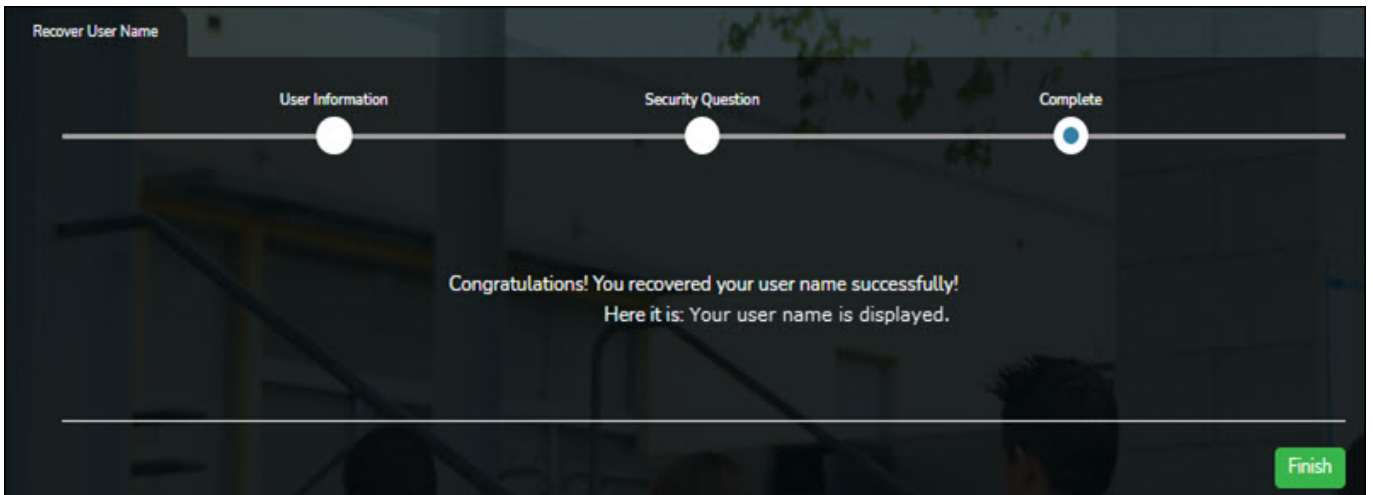 Recover User Name
User Information
Security Question
Complete
Congratulations! You recovered your user name successfully!
Here it is: Your user name is displayed.
Finish